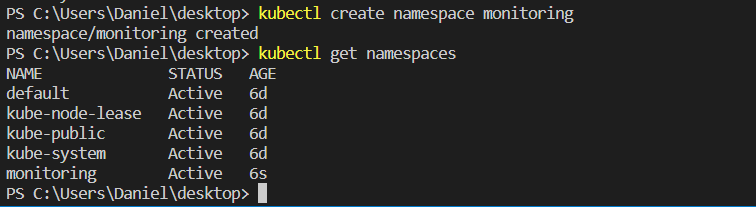 PS C:\Users\Daniel\desktop> kubectl create namespace monitoring
namespace/monitoring created
PS C:\Users\Daniel\desktop> kubectl get namespaces
NAME              STATUS   AGE
default           Active   6d
kube-node-lease   Active   6d
kube-public       Active   6d
kube-system       Active   6d
monitoring        Active   6s
PS C:\Users\Daniel\desktop>